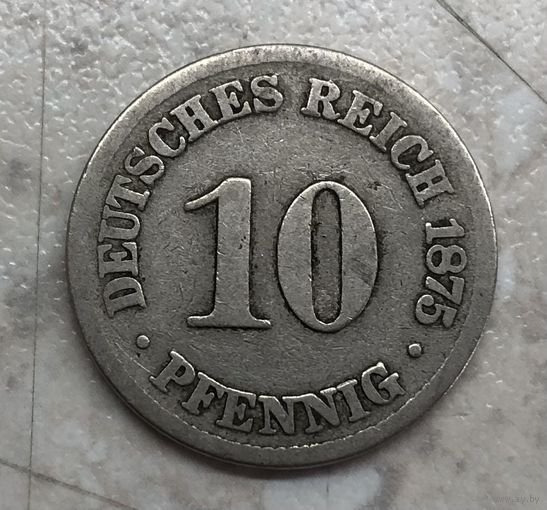 DEUTSCHES REICH 1875
10
• PFENNIG •